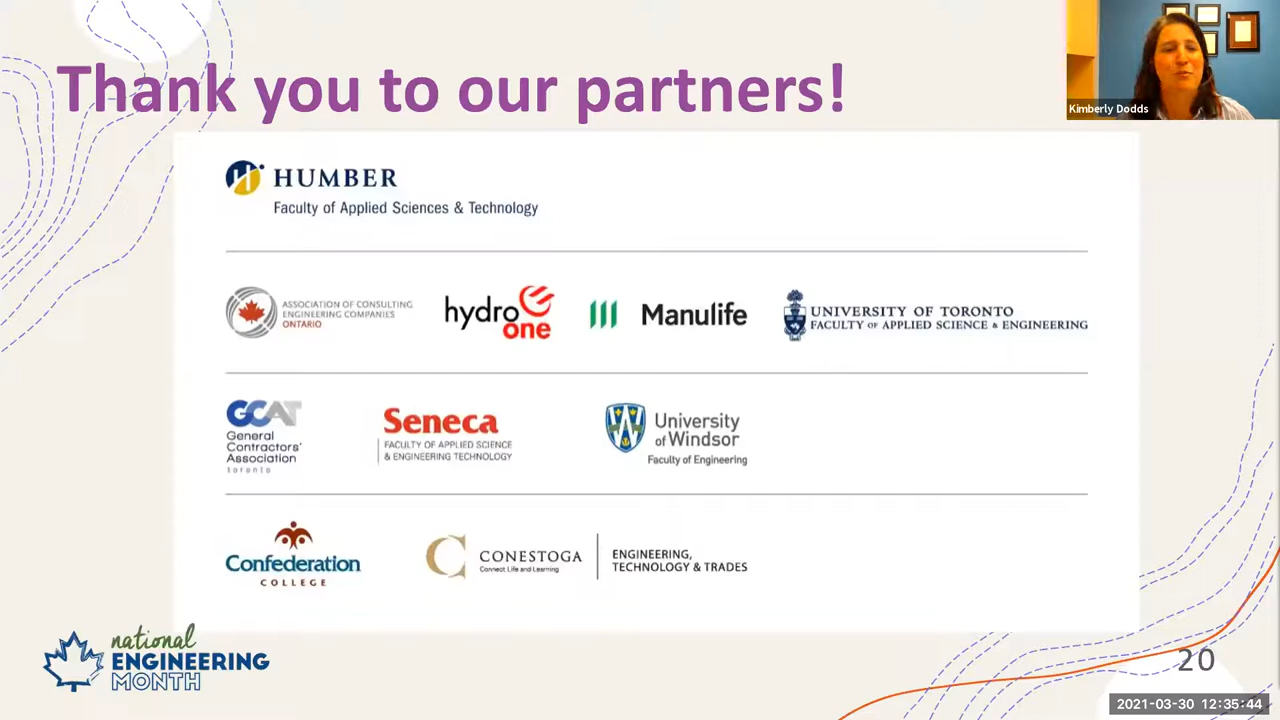 Thank you to our partners!
Kimberly Dodds
HUMBER
Faculty of Applied Sciences & Technology
ASSOCIATION OF CONSULTING
ENGINEERING COMPANIES
ONTARIO
hydro
one
Manulife
UNIVERSITY OF TORONTO
FACULTY OF APPLIED SCIENCE & ENGINEERING
GCAT
General
Contractors'
Association
toronto
Seneca
FACULTY OF APPLIED SCIENCE
& ENGINEERING TECHNOLOGY
University
of Windsor
Faculty of Engineering
Confederation
COLLEGE
CONESTOGA
Connect Life and Learning
ENGINEERING,
TECHNOLOGY & TRADES
national
ENGINEERING
MONTH
20
2021-03-30 12:35:44